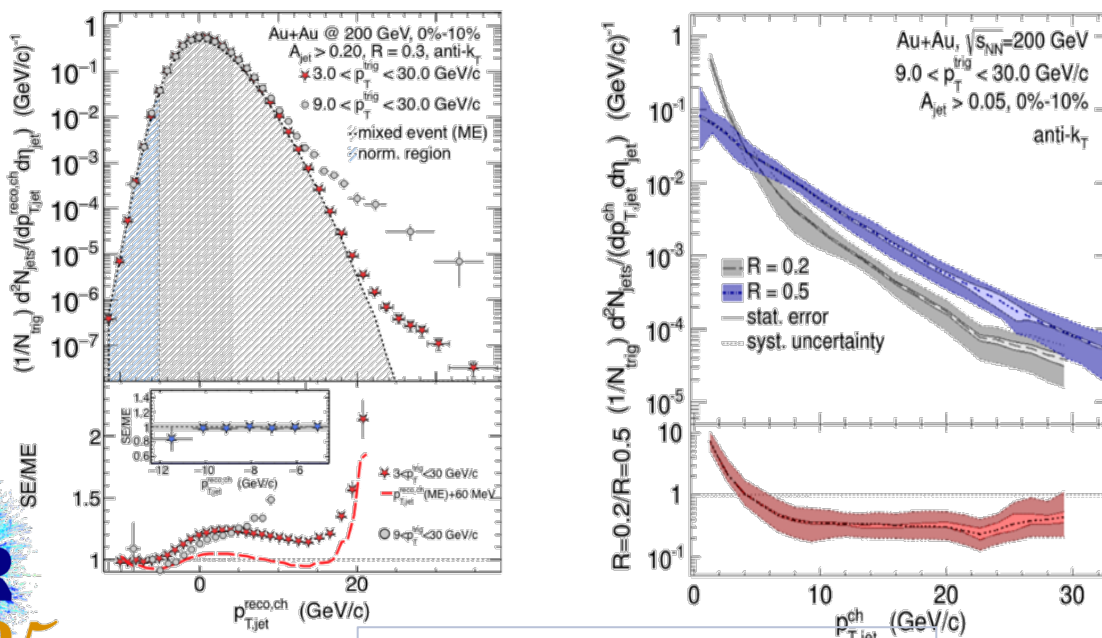 Au+Au @ 200 GeV, 0%-10%
A_jet > 0.20, R = 0.3, anti-k_T
3.0 < p_T^trig < 30.0 GeV/c
9.0 < p_T^trig < 30.0 GeV/c
mixed event (ME)
norm. region
(1/N_trig) d²N_jets/(dp_T,jet^reco,ch dη_jet) (GeV/c)⁻¹
1
10⁻¹
10⁻²
10⁻³
10⁻⁴
10⁻⁵
10⁻⁶
10⁻⁷
SE/ME
2
1.5
1
SE/ME
1.4
1.2
1
0.8
0.6
−12 −10 −8 −6
p_T,jet^reco,ch (GeV/c)
3<p_T^trig<30 GeV/c
p_T,jet^reco,ch(ME)+60 MeV
9<p_T^trig<30 GeV/c
0 20
p_T,jet^reco,ch (GeV/c)
Au+Au, √s_NN=200 GeV
9.0 < p_T^trig < 30.0 GeV/c
A_jet > 0.05, 0%-10%
anti-k_T
(1/N_trig) d²N_jets/(dp_T,jet^ch dη_jet) (GeV/c)⁻¹
1
10⁻¹
10⁻²
10⁻³
10⁻⁴
10⁻⁵
R = 0.2
R = 0.5
stat. error
syst. uncertainty
R=0.2/R=0.5
10
1
10⁻¹
0 10 20 30
p_T,jet^ch (GeV/c)